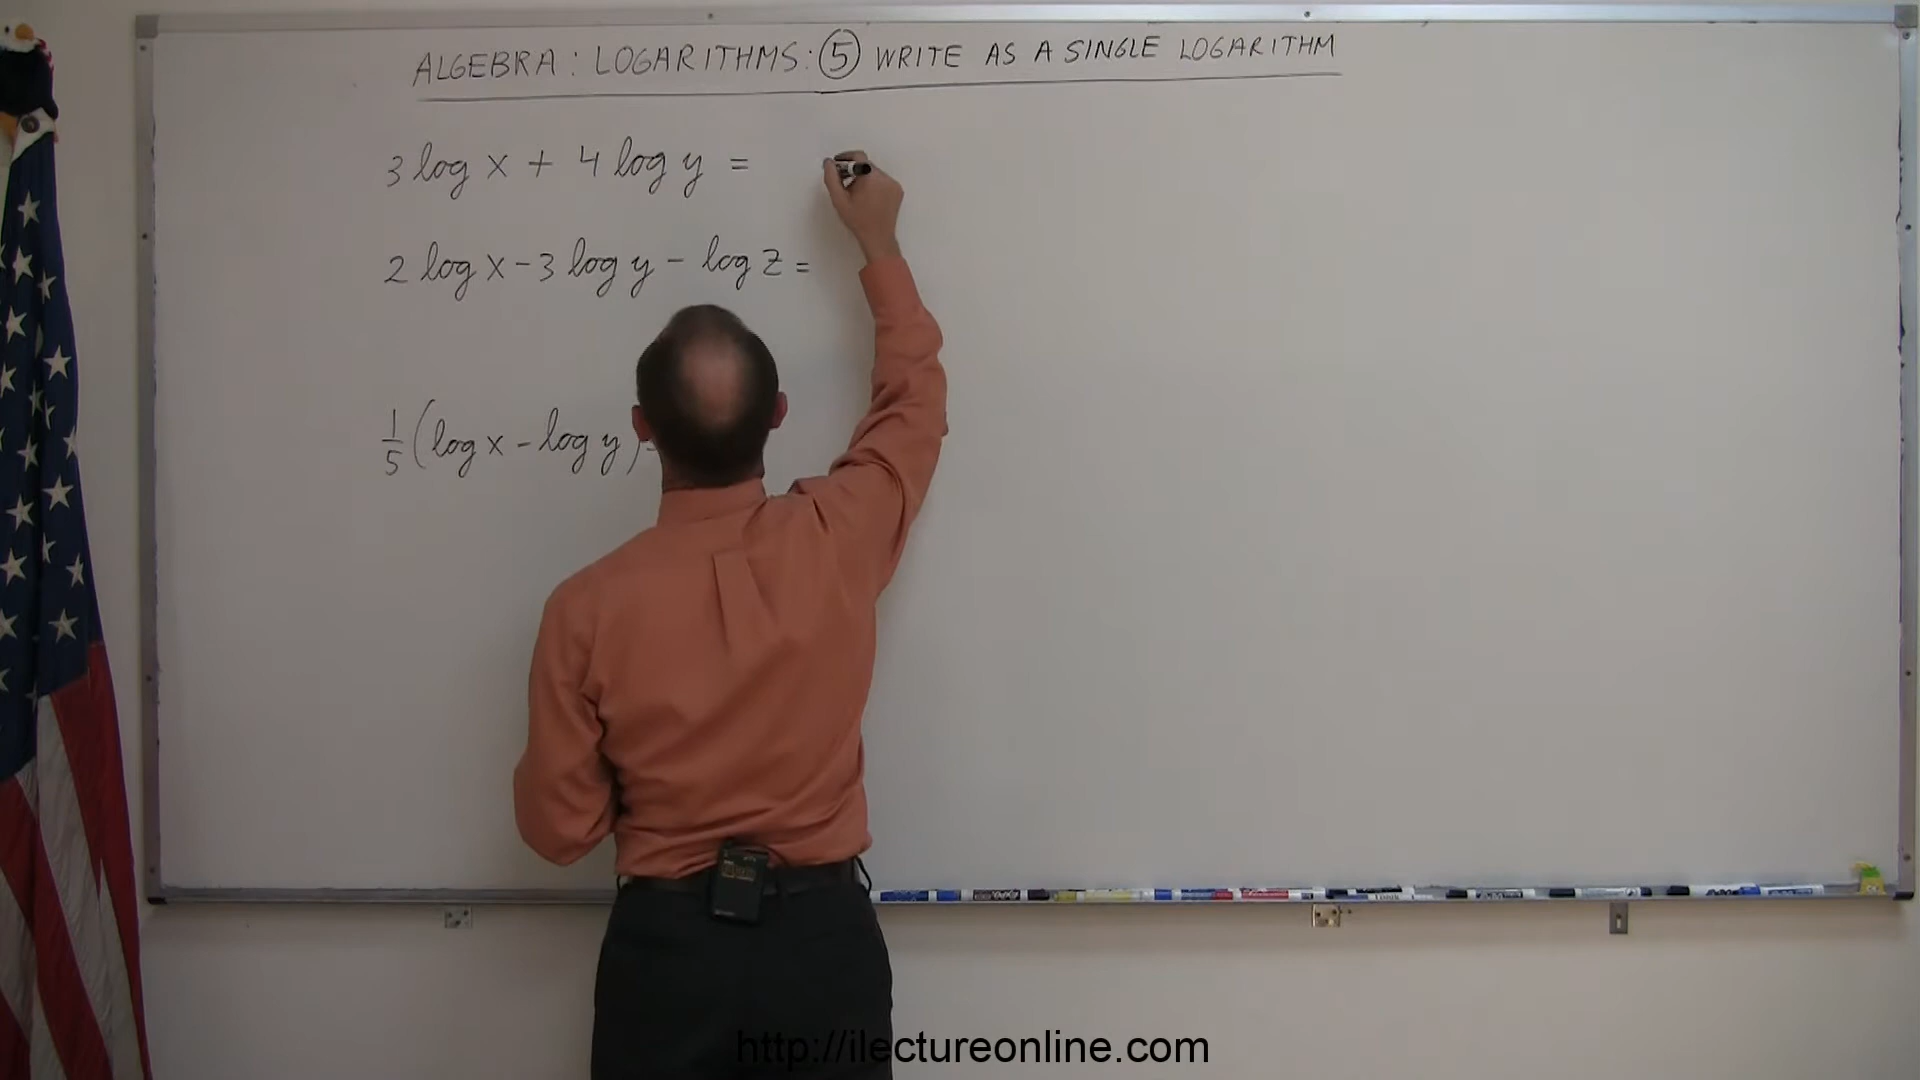 ALGEBRA: LOGARITHMS: ⑤ WRITE AS A SINGLE LOGARITHM
3 log x + 4 log y =
2 log x - 3 log y - log z =
1/5 (log x - log y) =
http://ilectureonline.com